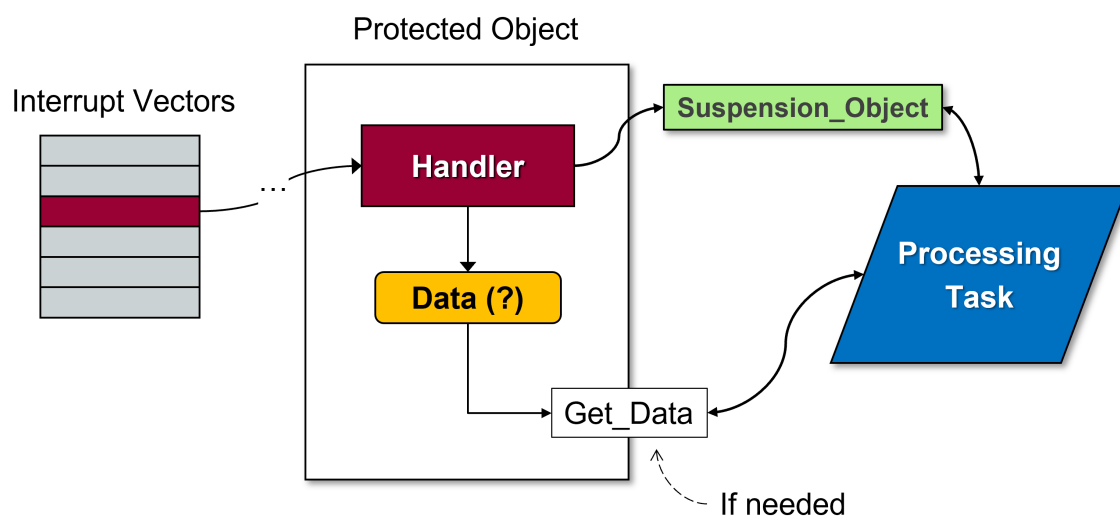 Protected Object
Interrupt Vectors
Suspension_Object
Handler
...
Processing
Task
Data (?)
Get_Data
If needed